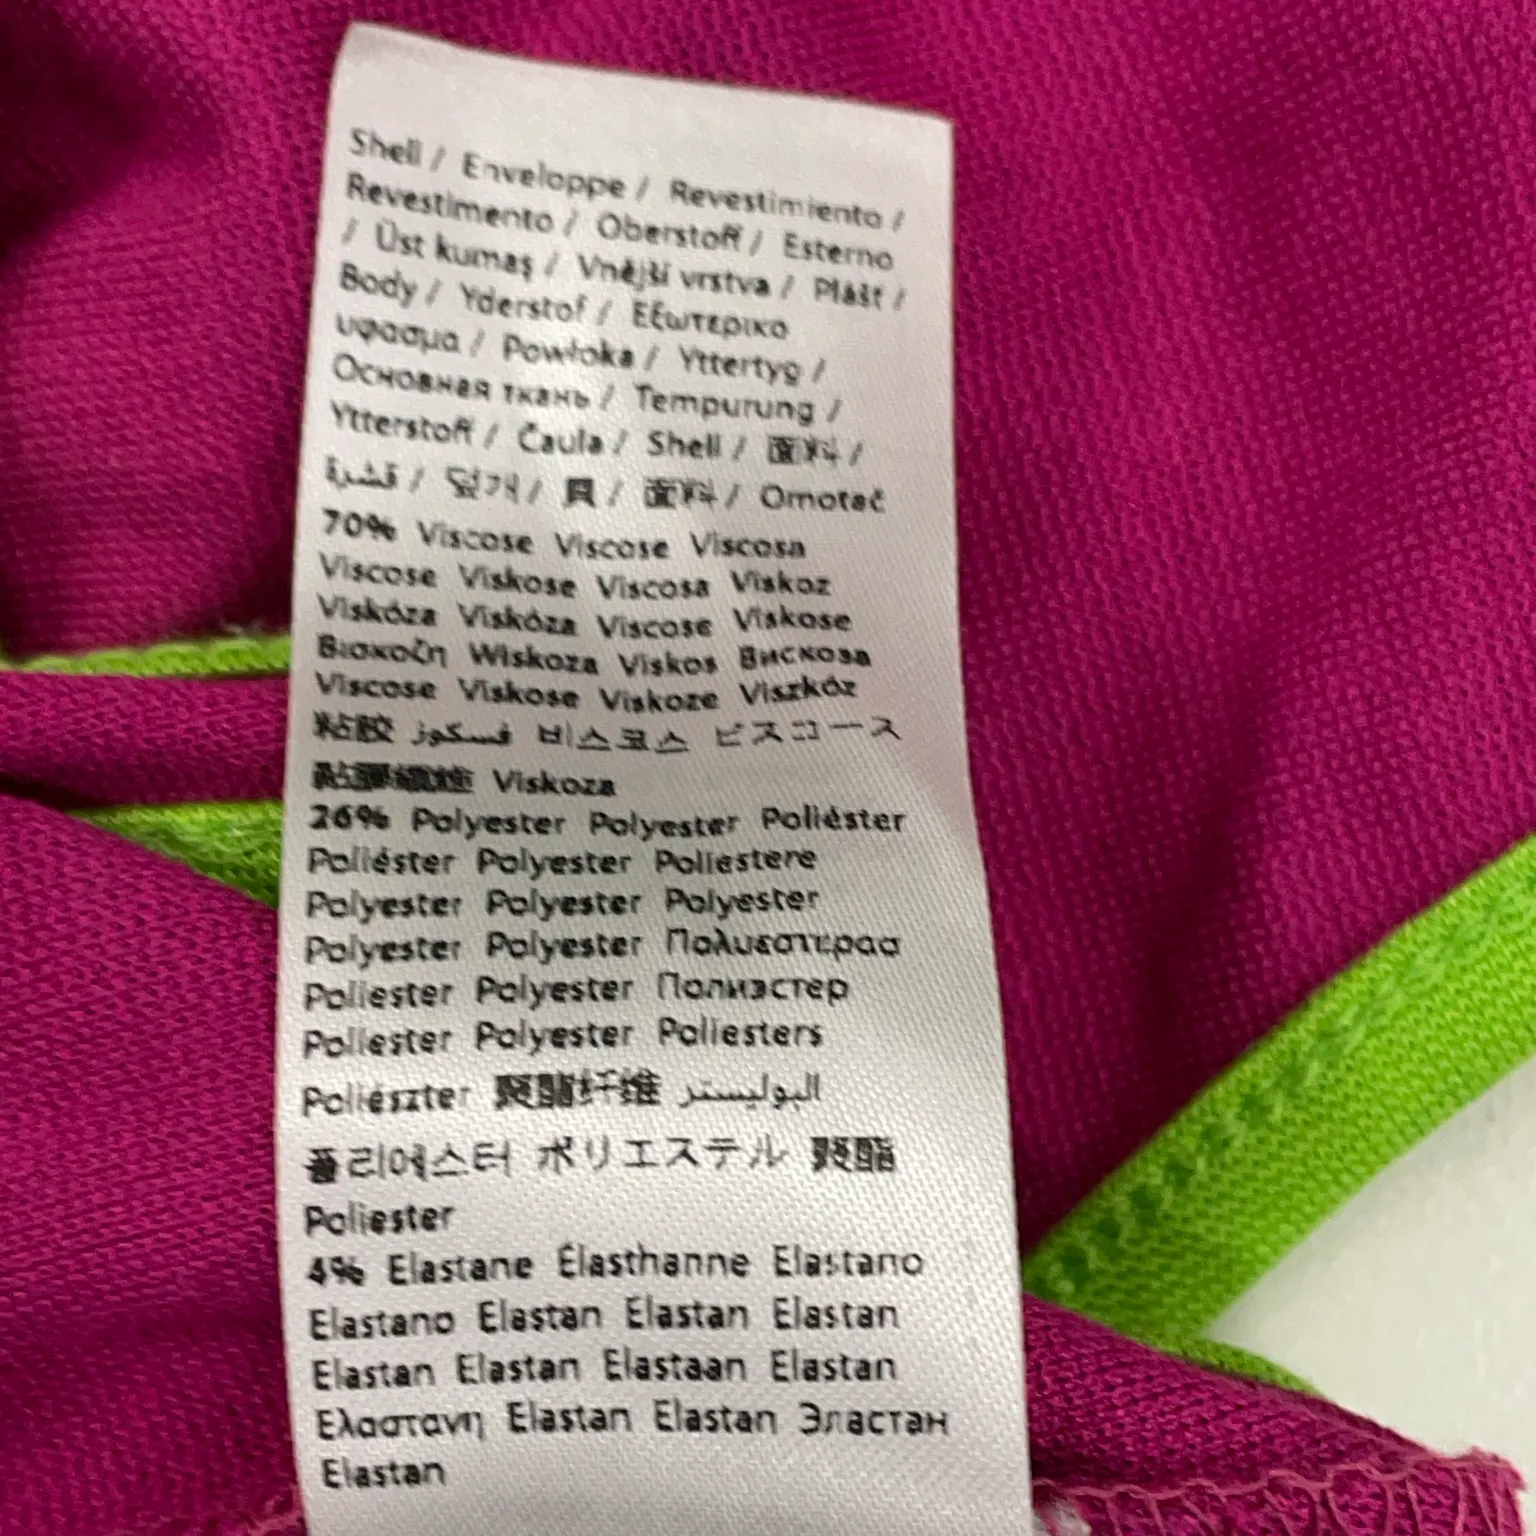 Shell / Enveloppe / Revestimiento /
Revestimento / Oberstoff / Esterno
/ Üst kumaş / Vnější vrstva / Plášť /
Body / Yderstof / Εξωτερικο
υφασμα / Powłoka / Yttertyg /
Основная ткань / Tempurung /
Ytterstoff / Čaula / Shell / 面料 /
قشرة / 덮개 / 貝 / 面料 / Omotač
70% Viscose Viscose Viscosa
Viscose Viskose Viscosa Viskoz
Viskóza Viskóza Viscose Viskose
Βισκοζη Wiskoza Viskos Вискоза
Viscose Viskose Viskoze Viszkóz
粘胶 فسكوز 비스코스 ビスコース
黏膠纖維 Viskoza
26% Polyester Polyester Poliéster
Poliéster Polyester Poliestere
Polyester Polyester Polyester
Polyester Polyester Πολυεστερασ
Poliester Polyester Полиэстер
Poliester Polyester Poliesters
Poliészter 聚酯纤维 البوليستر
폴리에스터 ポリエステル 聚酯
Poliester
4% Elastane Élasthanne Elastano
Elastano Elastan Elastan Elastan
Elastan Elastan Elastaan Elastan
Ελαστανη Elastan Elastan Эластан
Elastan